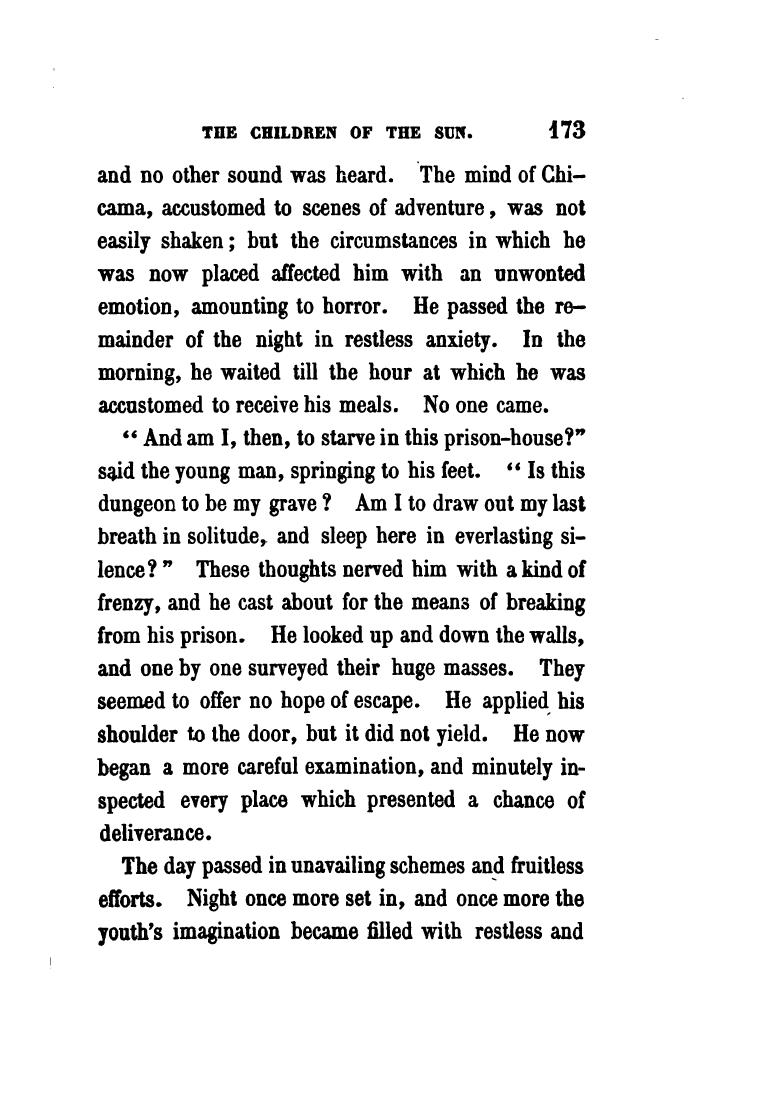 THE CHILDREN OF THE SUN. 173
and no other sound was heard. The mind of Chi-
cama, accustomed to scenes of adventure, was not
easily shaken; but the circumstances in which he
was now placed affected him with an unwonted
emotion, amounting to horror. He passed the re-
mainder of the night in restless anxiety. In the
morning, he waited till the hour at which he was
accustomed to receive his meals. No one came.
“ And am I, then, to starve in this prison-house?”
said the young man, springing to his feet. “ Is this
dungeon to be my grave? Am I to draw out my last
breath in solitude, and sleep here in everlasting si-
lence?” These thoughts nerved him with a kind of
frenzy, and he cast about for the means of breaking
from his prison. He looked up and down the walls,
and one by one surveyed their huge masses. They
seemed to offer no hope of escape. He applied his
shoulder to the door, but it did not yield. He now
began a more careful examination, and minutely in-
spected every place which presented a chance of
deliverance.
The day passed in unavailing schemes and fruitless
efforts. Night once more set in, and once more the
youth's imagination became filled with restless and